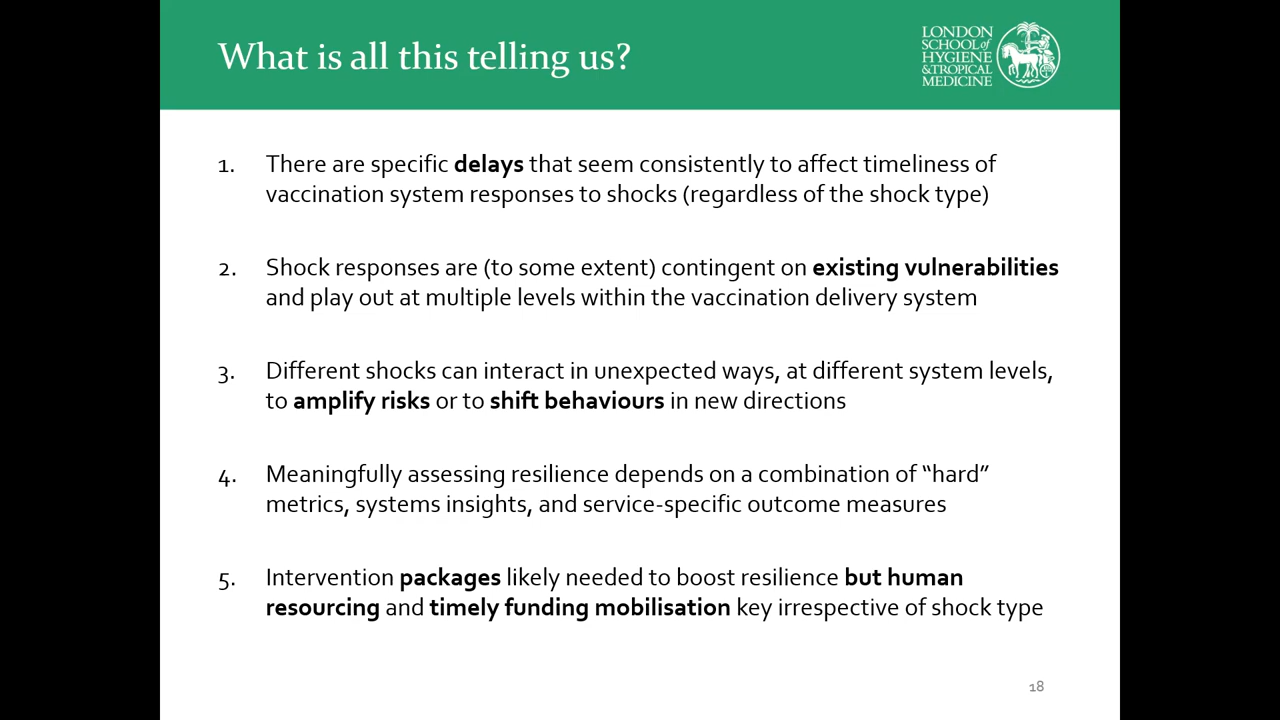 What is all this telling us?
LONDON
SCHOOL of
HYGIENE
& TROPICAL
MEDICINE
1. There are specific delays that seem consistently to affect timeliness of
vaccination system responses to shocks (regardless of the shock type)
2. Shock responses are (to some extent) contingent on existing vulnerabilities
and play out at multiple levels within the vaccination delivery system
3. Different shocks can interact in unexpected ways, at different system levels,
to amplify risks or to shift behaviours in new directions
4. Meaningfully assessing resilience depends on a combination of “hard”
metrics, systems insights, and service-specific outcome measures
5. Intervention packages likely needed to boost resilience but human
resourcing and timely funding mobilisation key irrespective of shock type
18